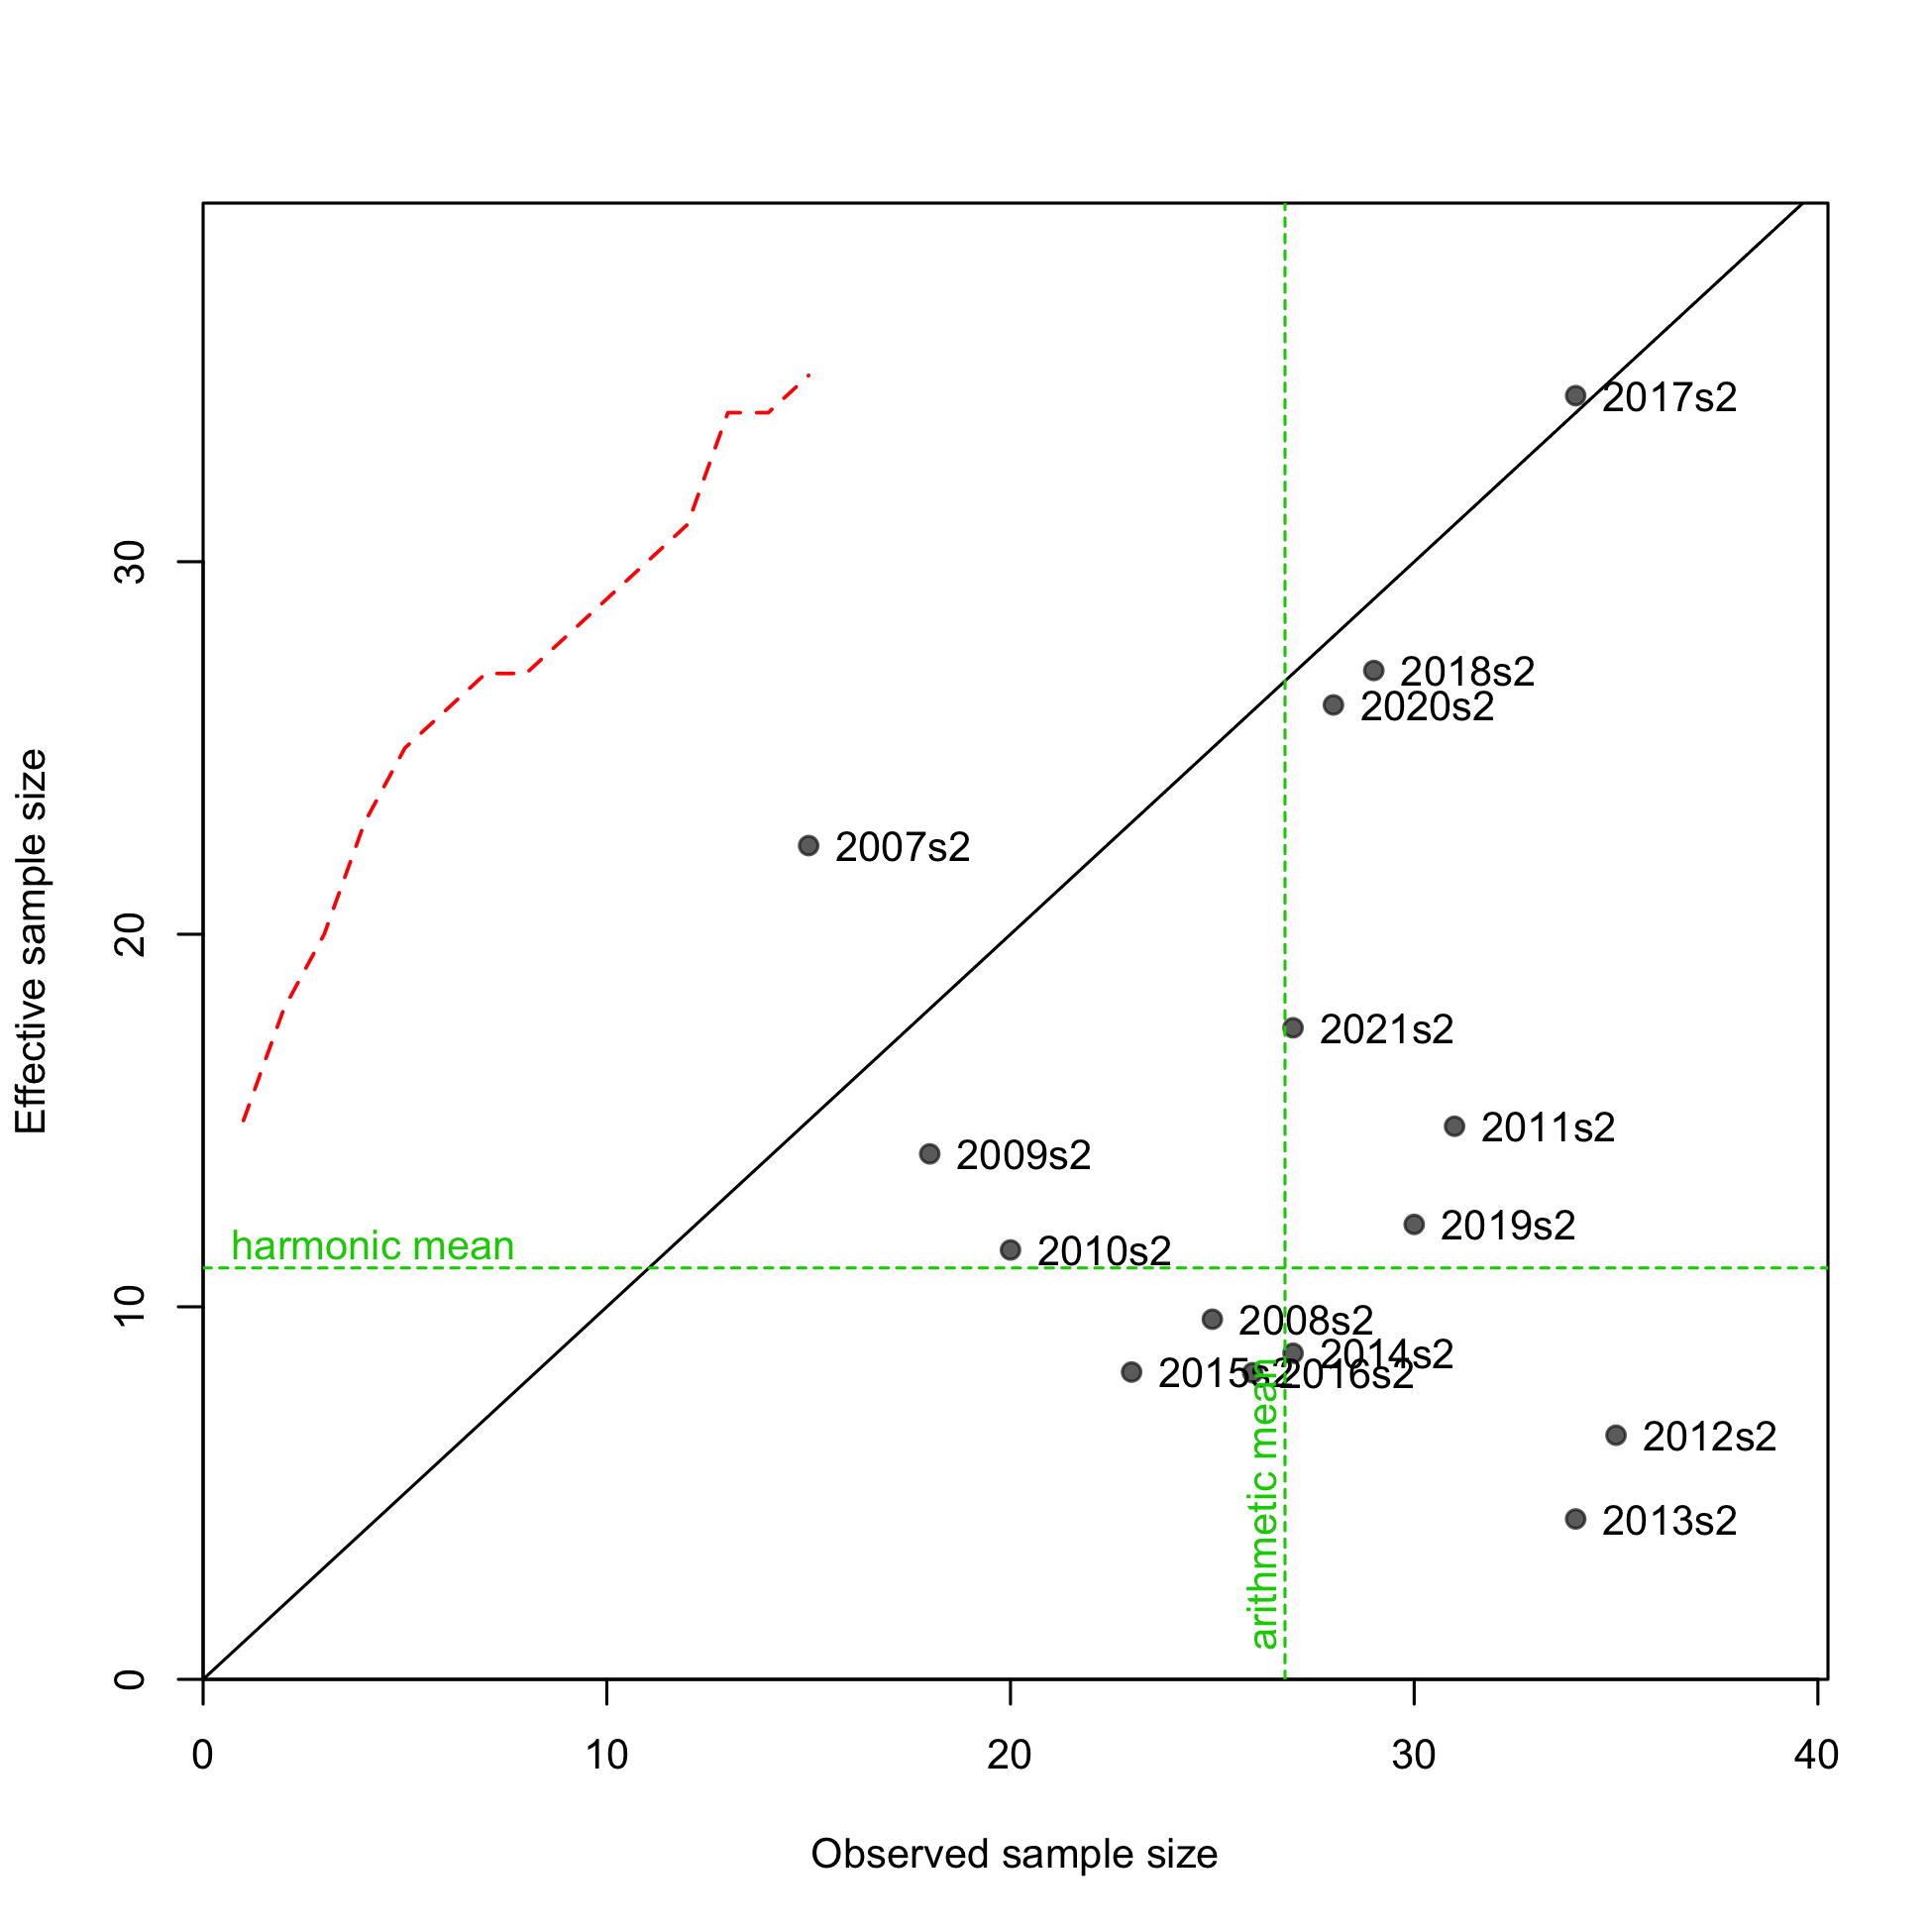 2017s2
30
2018s2
2020s2
2007s2
20
2021s2
2011s2
2009s2
2019s2
harmonic mean
2010s2
10
2008s2
2014s2
2015s2
2016s2
2012s2
2013s2
arithmetic mean
Effective sample size
0
0 10 20 30 40
Observed sample size